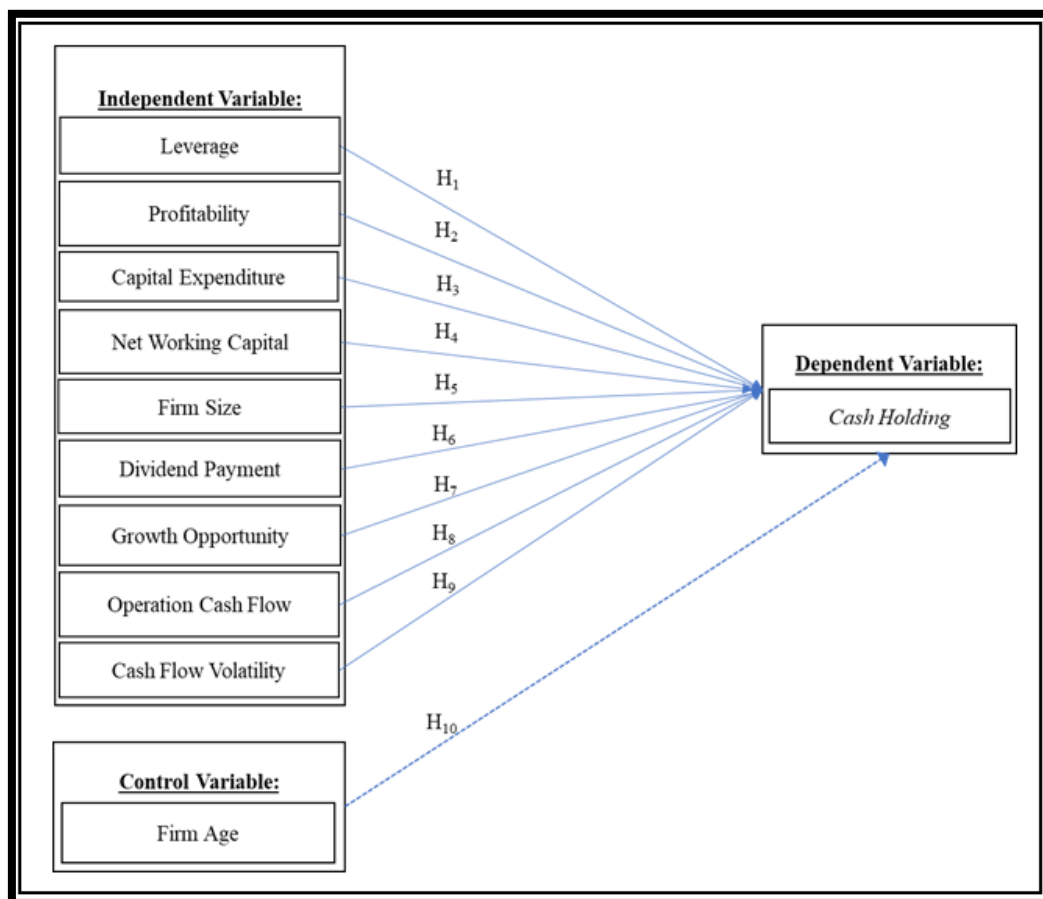 Independent Variable:
Leverage
Profitability
Capital Expenditure
Net Working Capital
Firm Size
Dividend Payment
Growth Opportunity
Operation Cash Flow
Cash Flow Volatility
H1
H2
H3
H4
H5
H6
H7
H8
H9
Dependent Variable:
Cash Holding
H10
Control Variable:
Firm Age